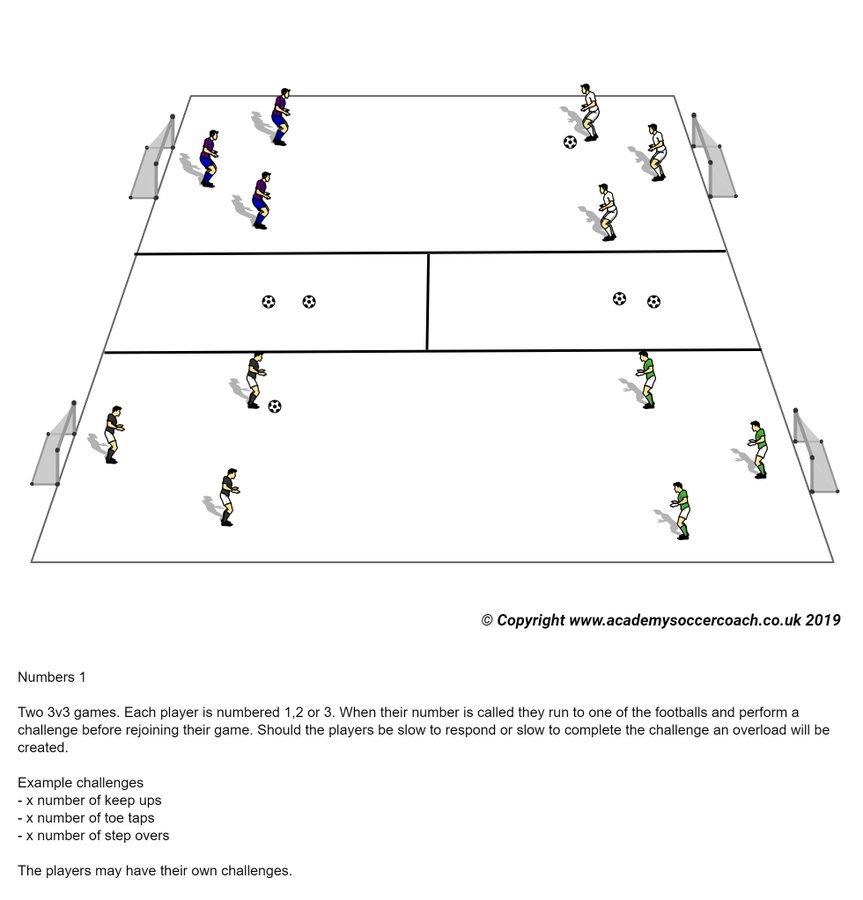 © Copyright www.academysoccercoach.co.uk 2019
Numbers 1
Two 3v3 games. Each player is numbered 1,2 or 3. When their number is called they run to one of the footballs and perform a
challenge before rejoining their game. Should the players be slow to respond or slow to complete the challenge an overload will be
created.
Example challenges
- x number of keep ups
- x number of toe taps
- x number of step overs
The players may have their own challenges.